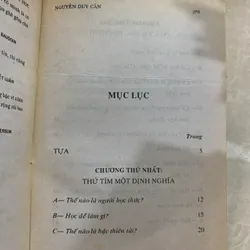 NGUYỄN DUY CẦN
MỤC LỤC
Trang
TỰA 5
CHƯƠNG THỨ NHẤT:
THỬ TÌM MỘT ĐỊNH NGHĨA
A— Thế nào là người học thức? 12
B— Học để làm gì? 15
C— Thế nào là bậc thiên tài? 20